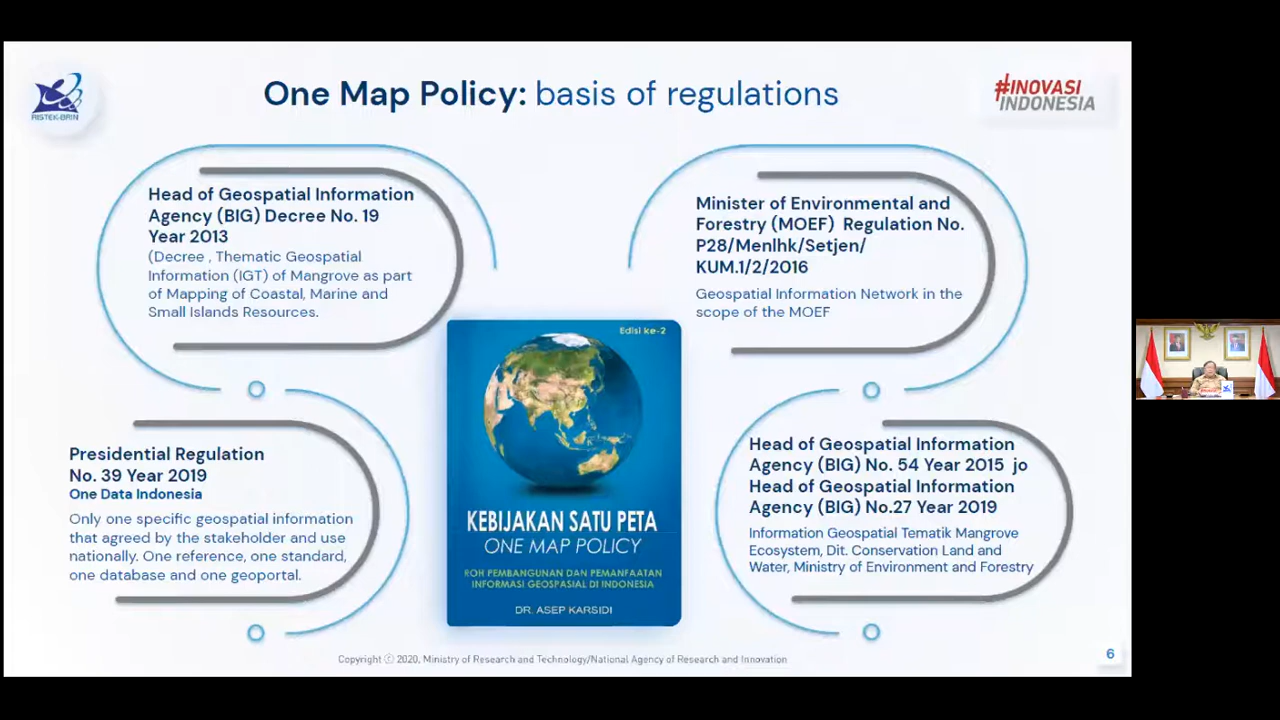 One Map Policy: basis of regulations
RISTEK-BRIN
#INOVASI
INDONESIA
Head of Geospatial Information
Agency (BIG) Decree No. 19
Year 2013
(Decree , Thematic Geospatial
Information (IGT) of Mangrove as part
of Mapping of Coastal, Marine and
Small Islands Resources.
Minister of Environmental and
Forestry (MOEF) Regulation No.
P28/Menlhk/Setjen/
KUM.1/2/2016
Geospatial Information Network in the
scope of the MOEF
Presidential Regulation
No. 39 Year 2019
One Data Indonesia
Only one specific geospatial information
that agreed by the stakeholder and use
nationally. One reference, one standard,
one database and one geoportal.
Edisi ke-2
KEBIJAKAN SATU PETA
ONE MAP POLICY
ROH PEMBANGUNAN DAN PEMANFAATAN
INFORMASI GEOSPASIAL DI INDONESIA
DR. ASEP KARSIDI
Head of Geospatial Information
Agency (BIG) No. 54 Year 2015 jo
Head of Geospatial Information
Agency (BIG) No.27 Year 2019
Information Geospasial Tematik Mangrove
Ecosystem, Dit. Conservation Land and
Water, Ministry of Environment and Forestry
Copyright ⓒ 2020, Ministry of Research and Technology/National Agency of Research and Innovation
6